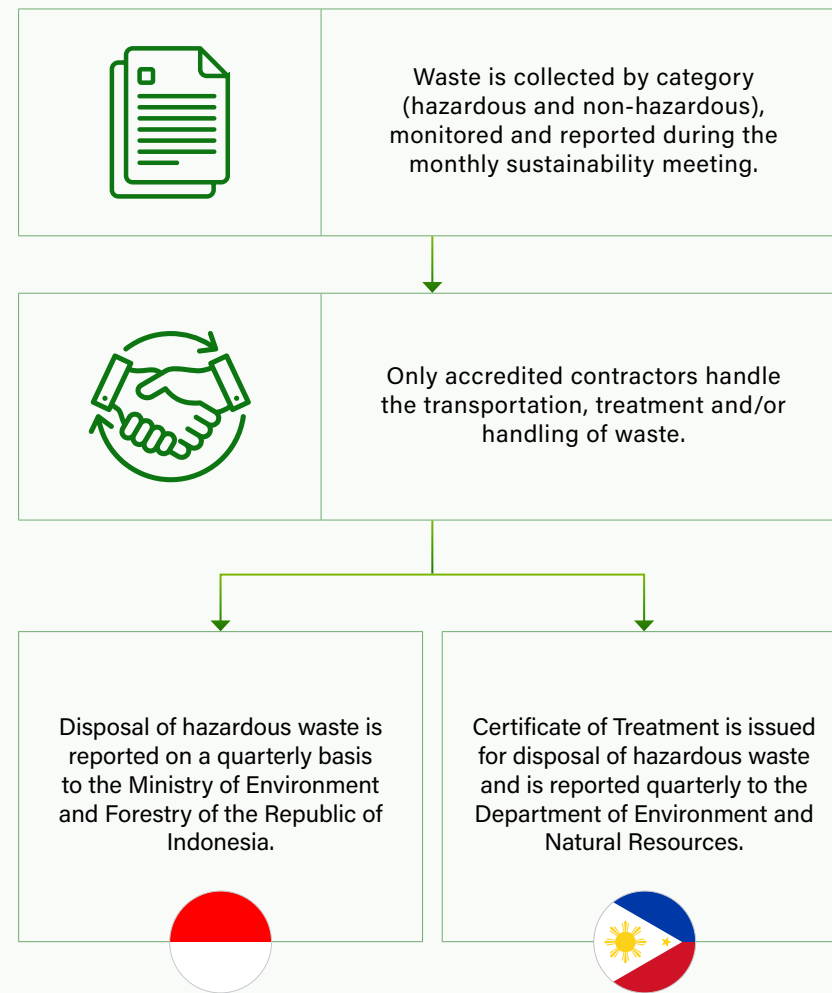 Waste is collected by category
(hazardous and non-hazardous),
monitored and reported during the
monthly sustainability meeting.
Only accredited contractors handle
the transportation, treatment and/or
handling of waste.
Disposal of hazardous waste is
reported on a quarterly basis
to the Ministry of Environment
and Forestry of the Republic of
Indonesia.
Certificate of Treatment is issued
for disposal of hazardous waste
and is reported quarterly to the
Department of Environment and
Natural Resources.